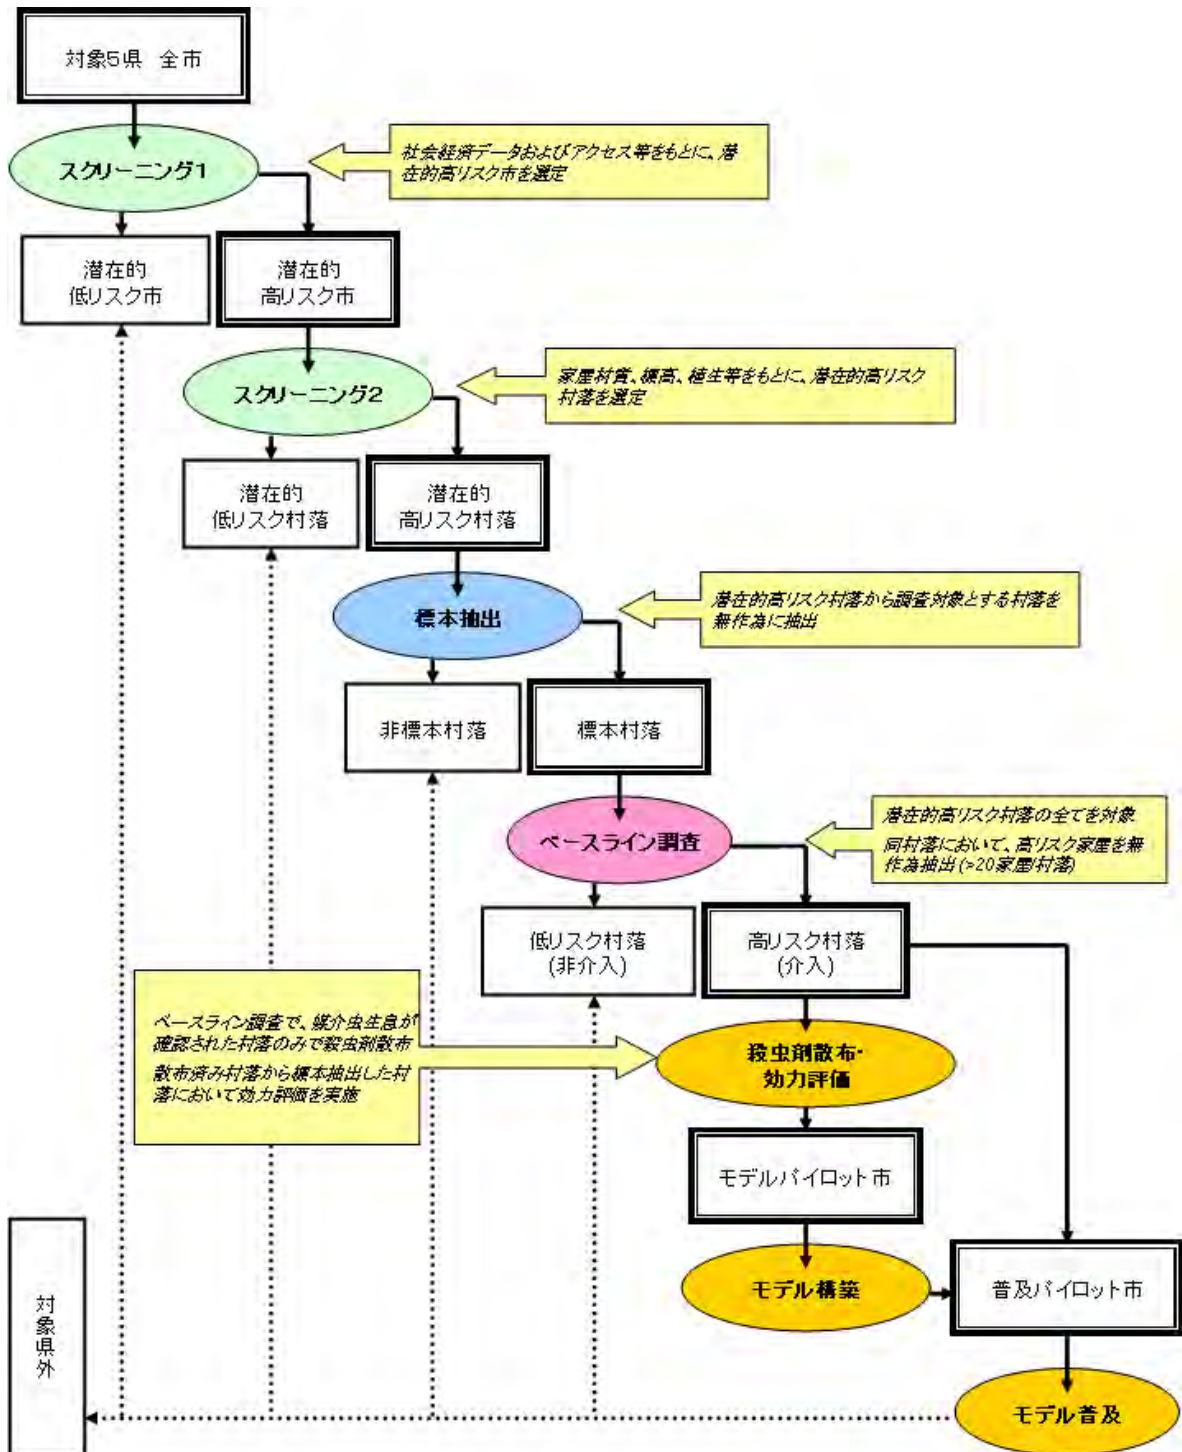 対象5県 全市
スクリーニング1
社会経済データおよびアクセス等をもとに、潜
在的高リスク市を選定
潜在的
低リスク市
潜在的
高リスク市
スクリーニング2
家屋材質、標高、植生等をもとに、潜在的高リスク
村落を選定
潜在的
低リスク村落
潜在的
高リスク村落
標本抽出
潜在的高リスク村落から調査対象とする村落を
無作為に抽出
非標本村落
標本村落
ベースライン調査
潜在的高リスク村落の全てを対象
同村落において、高リスク家屋を無
作為抽出(>20家屋/村落)
低リスク村落
(非介入)
高リスク村落
(介入)
ベースライン調査で、媒介虫生息が
確認された村落のみで殺虫剤散布
散布済み村落から標本抽出した村
落において効力評価を実施
殺虫剤散布・
効力評価
モデルパイロット市
モデル構築
普及パイロット市
対象県外
モデル普及